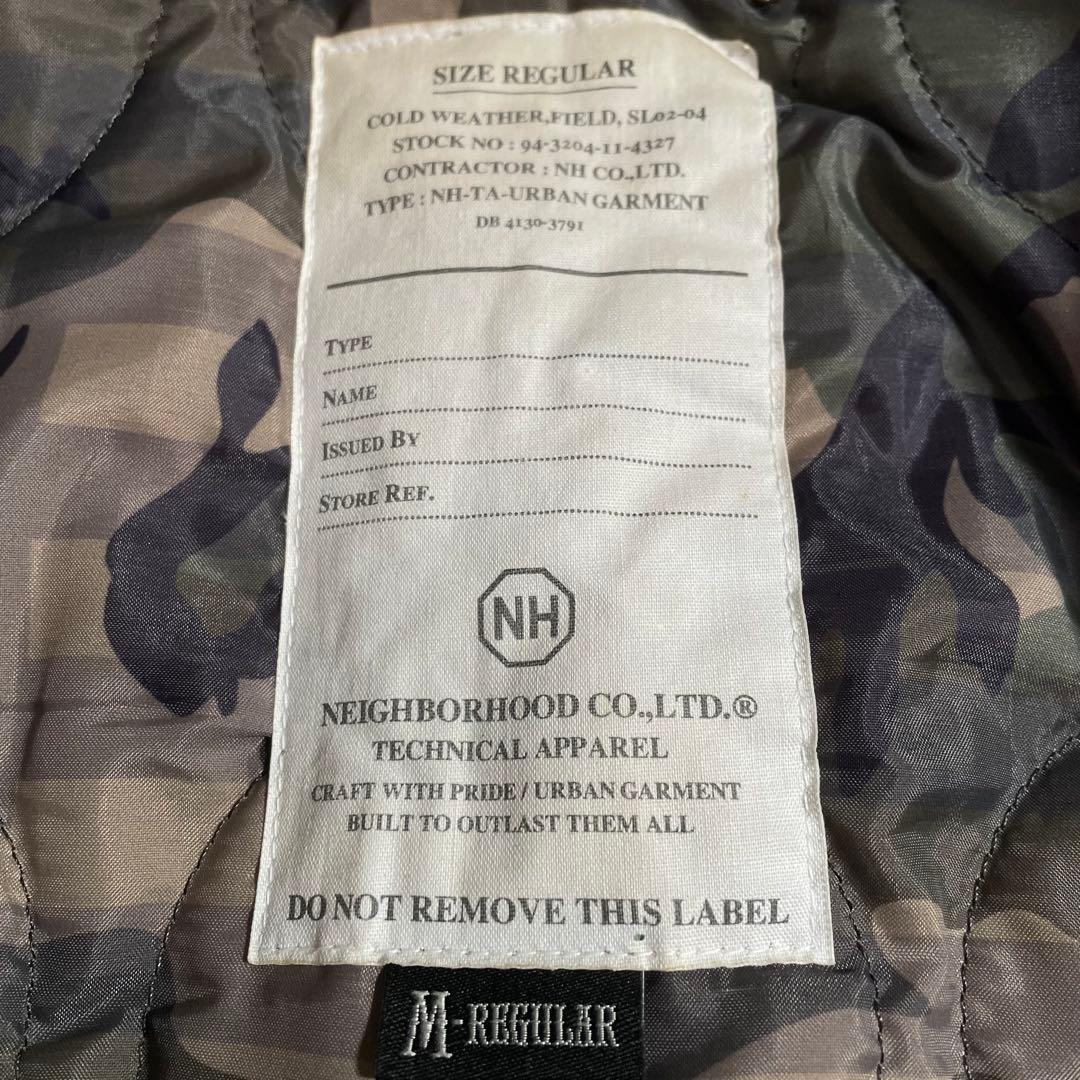 SIZE REGULAR
COLD WEATHER,FIELD, SL02-04
STOCK NO : 94-3204-11-4327
CONTRACTOR : NH CO.,LTD.
TYPE : NH-TA-URBAN GARMENT
DB 4130-3791
TYPE
NAME
ISSUED BY
STORE REF.
NH
NEIGHBORHOOD CO.,LTD.®
TECHNICAL APPAREL
CRAFT WITH PRIDE / URBAN GARMENT
BUILT TO OUTLAST THEM ALL
DO NOT REMOVE THIS LABEL
M-REGULAR